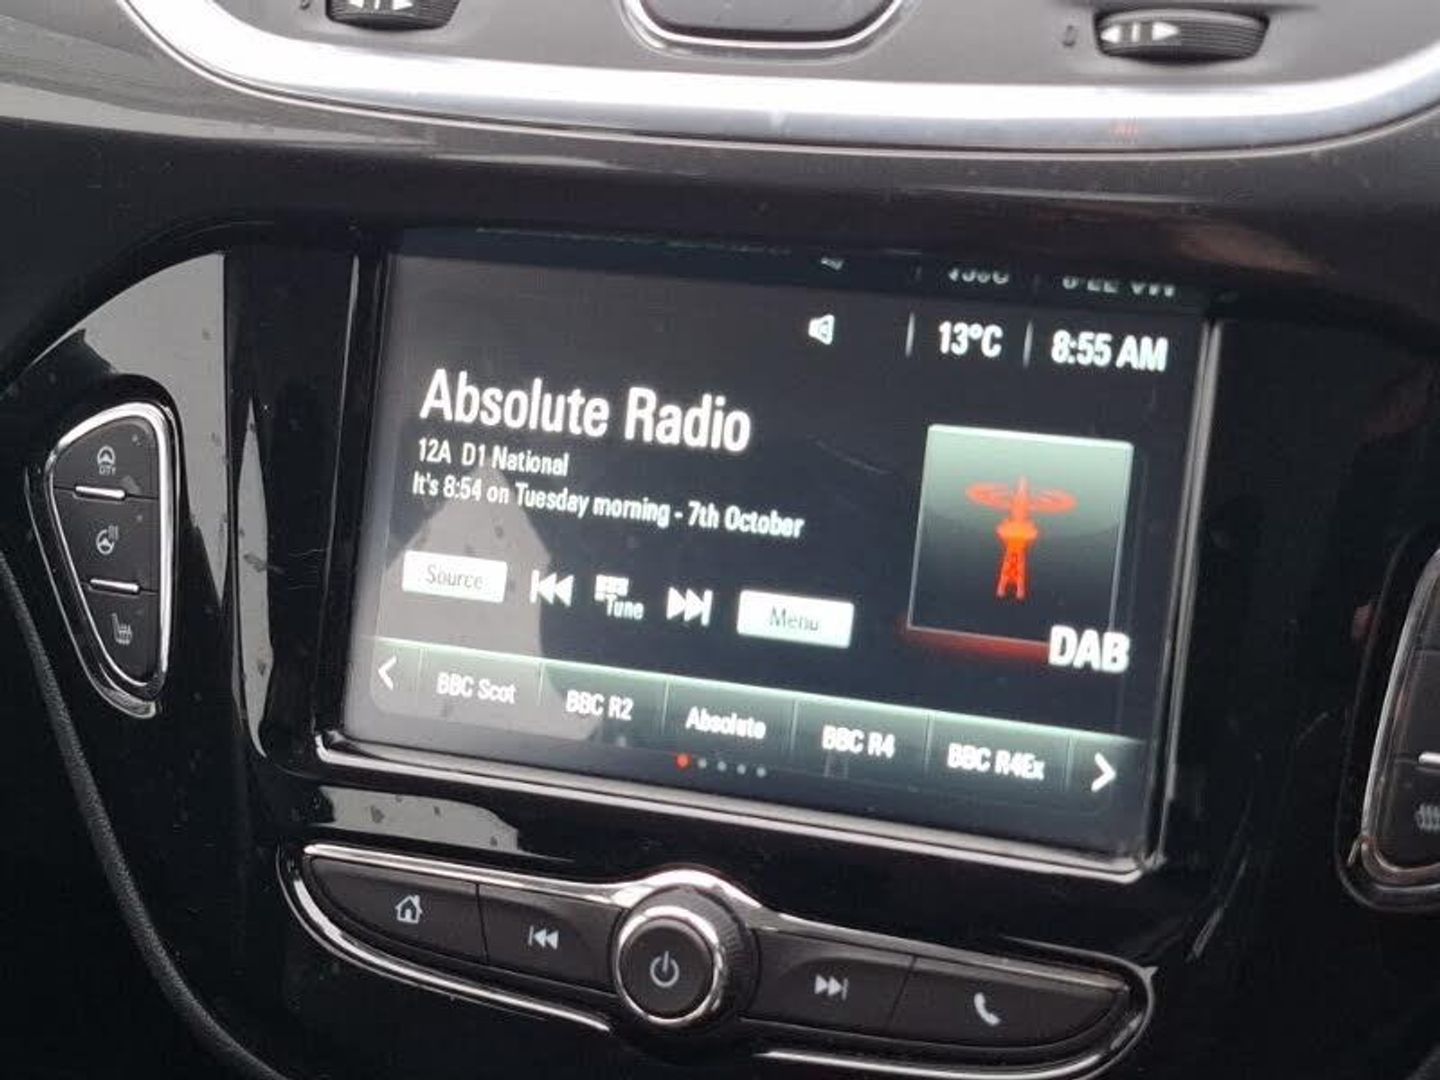 13°C 8:55 AM
Absolute Radio
12A D1 National
It's 8:54 on Tuesday morning - 7th October
Source Tune Menu
DAB
BBC Scot BBC R2 Absolute BBC R4 BBC R4Ex
CITY